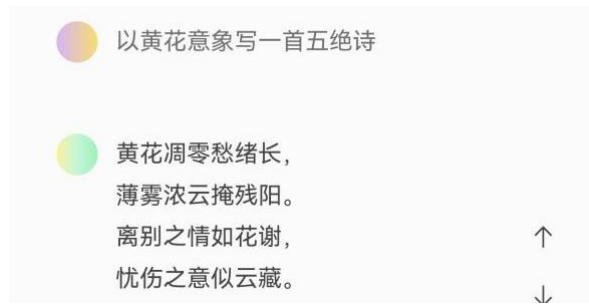 以黄花意象写一首五绝诗
黄花凋零愁绪长，
薄雾浓云掩残阳。
离别之情如花谢，
忧伤之意似云藏。